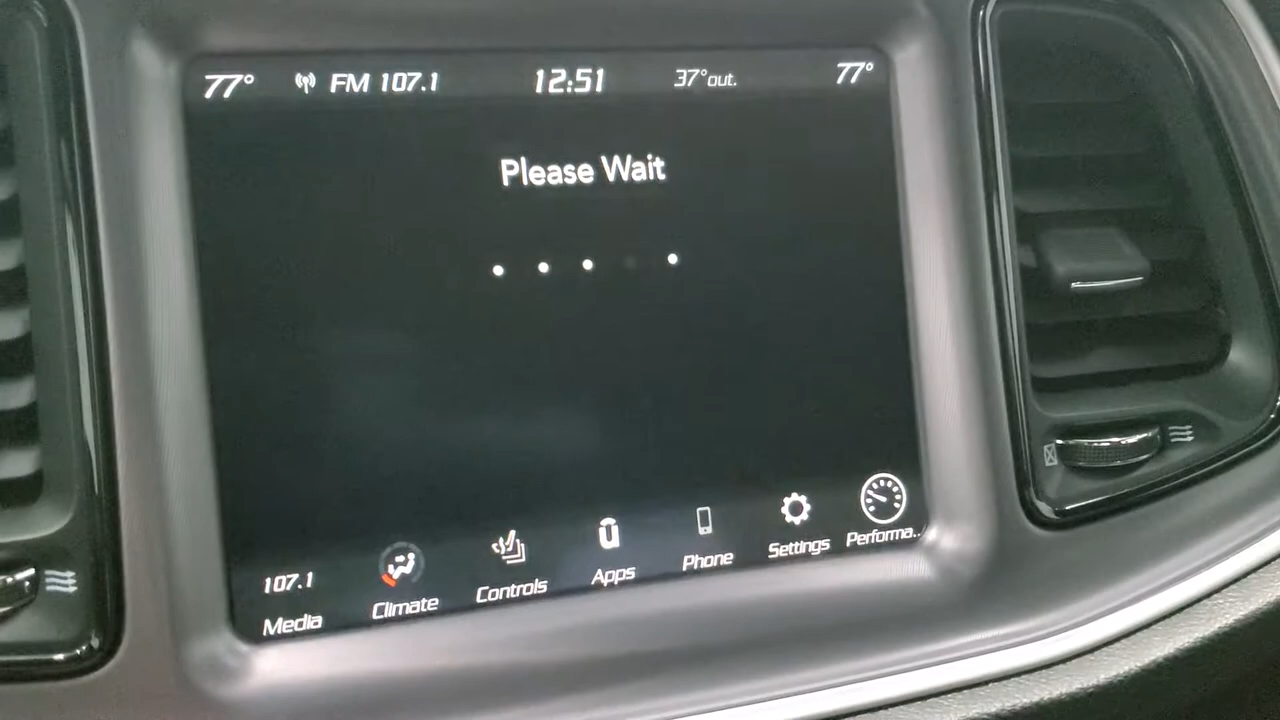 77° FM 107.1 12:51 37°out. 77°
Please Wait
107.1
Media Climate Controls Apps Phone Settings Performa..